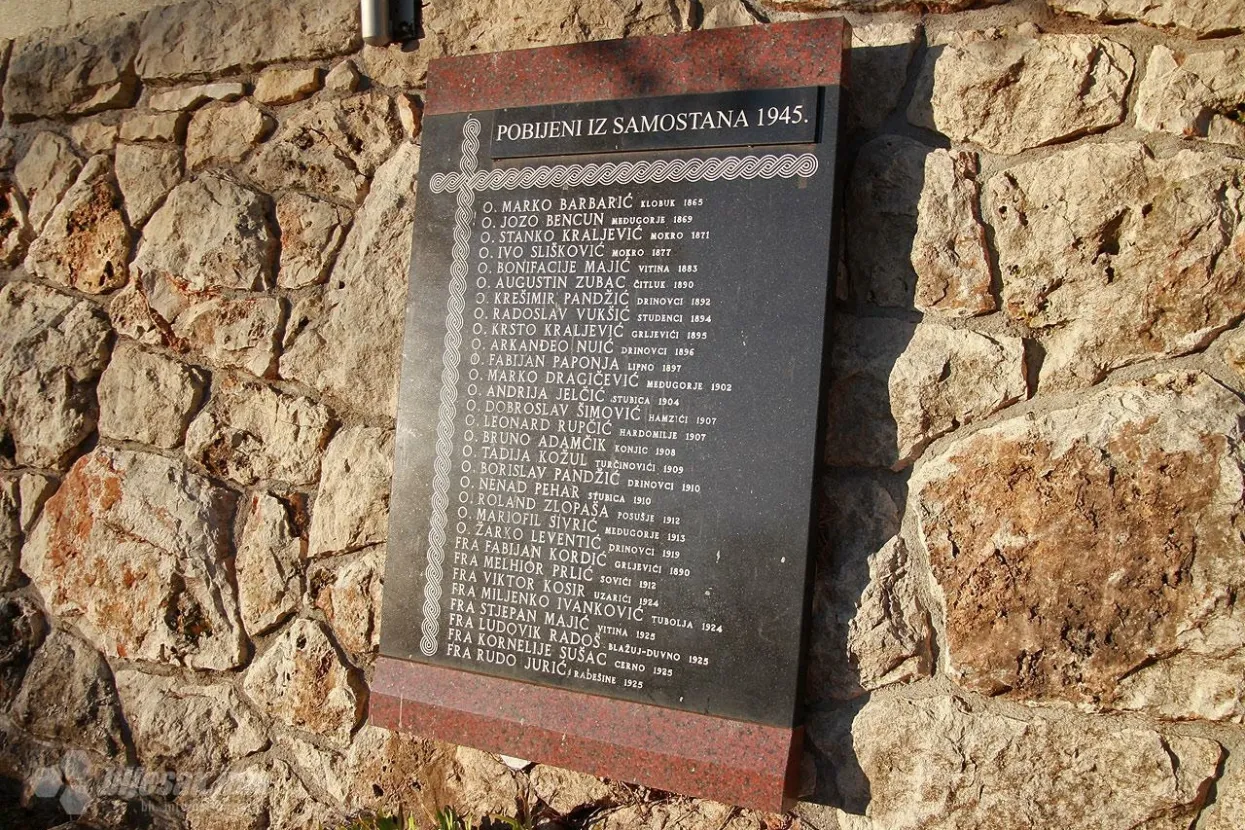 POBIJENI IZ SAMOSTANA 1945.
O. MARKO BARBARIĆ KLOBUK 1865
O. JOZO BENCUN MEĐUGORJE 1869
O. STANKO KRALJEVIĆ MOKRO 1871
O. IVO SLIŠKOVIĆ MOKRO 1877
O. BONIFACIJE MAJIĆ VITINA 1883
O. AUGUSTIN ZUBAC ČITLUK 1890
O. KREŠIMIR PANDŽIĆ DRINOVCI 1892
O. RADOSLAV VUKŠIĆ STUDENCI 1894
O. KRSTO KRALJEVIĆ GRLJEVIĆI 1895
O. ARKANĐEO NUIĆ DRINOVCI 1896
O. FABIJAN PAPONJA LIPNO 1897
O. MARKO DRAGIČEVIĆ MEĐUGORJE 1902
O. ANDRIJA JELČIĆ STUBICA 1904
O. DOBROSLAV ŠIMOVIĆ HAMZIĆI 1907
O. LEONARD RUPČIĆ HARDOMILJE 1907
O. BRUNO ADAMČIK KONJIC 1908
O. TADIJA KOŽUL TURČINOVIĆI 1909
O. BORISLAV PANDŽIĆ DRINOVCI 1910
O. NENAD PEHAR STUBICA 1910
O. ROLAND ZLOPAŠA POSUŠJE 1912
O. MARIOFIL SIVRIĆ MEĐUGORJE 1913
O. ŽARKO LEVENTIĆ DRINOVCI 1919
FRA FABIJAN KORDIĆ GRLJEVIĆI 1890
FRA MELHIOR PRLIĆ SOVIĆI 1912
FRA VIKTOR KOSIR UZARIĆI 1924
FRA MILJENKO IVANKOVIĆ TUBOLJA 1924
FRA STJEPAN MAJIĆ VITINA 1925
FRA LUDOVIK RADOŠ BLAŽUJ-DUVNO 1925
FRA KORNELIJE SUŠAC CERNO 1925
FRA RUDO JURIĆ RADEŠINE 1925